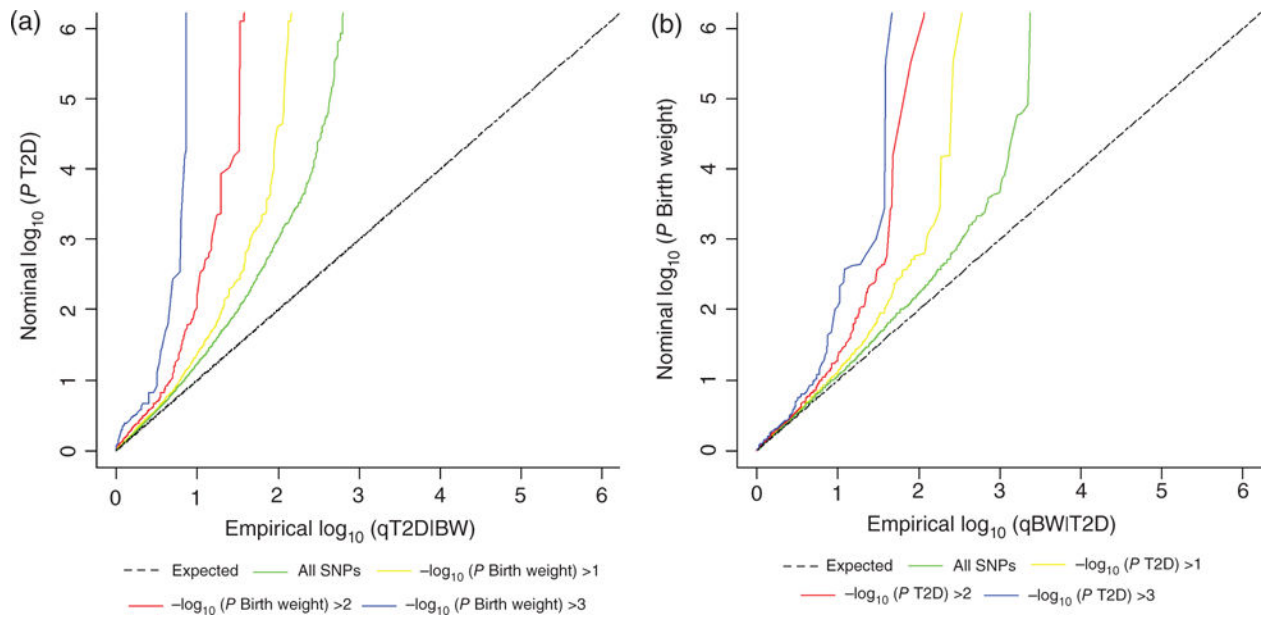 (a)
6
5
4
3
2
1
0
Nominal log10 (P T2D)
0 1 2 3 4 5 6
Empirical log10 (qT2D|BW)
Expected All SNPs –log10 (P Birth weight) >1
–log10 (P Birth weight) >2 –log10 (P Birth weight) >3
(b)
6
5
4
3
2
1
0
Nominal log10 (P Birth weight)
0 1 2 3 4 5 6
Empirical log10 (qBW|T2D)
Expected All SNPs –log10 (P T2D) >1
–log10 (P T2D) >2 –log10 (P T2D) >3